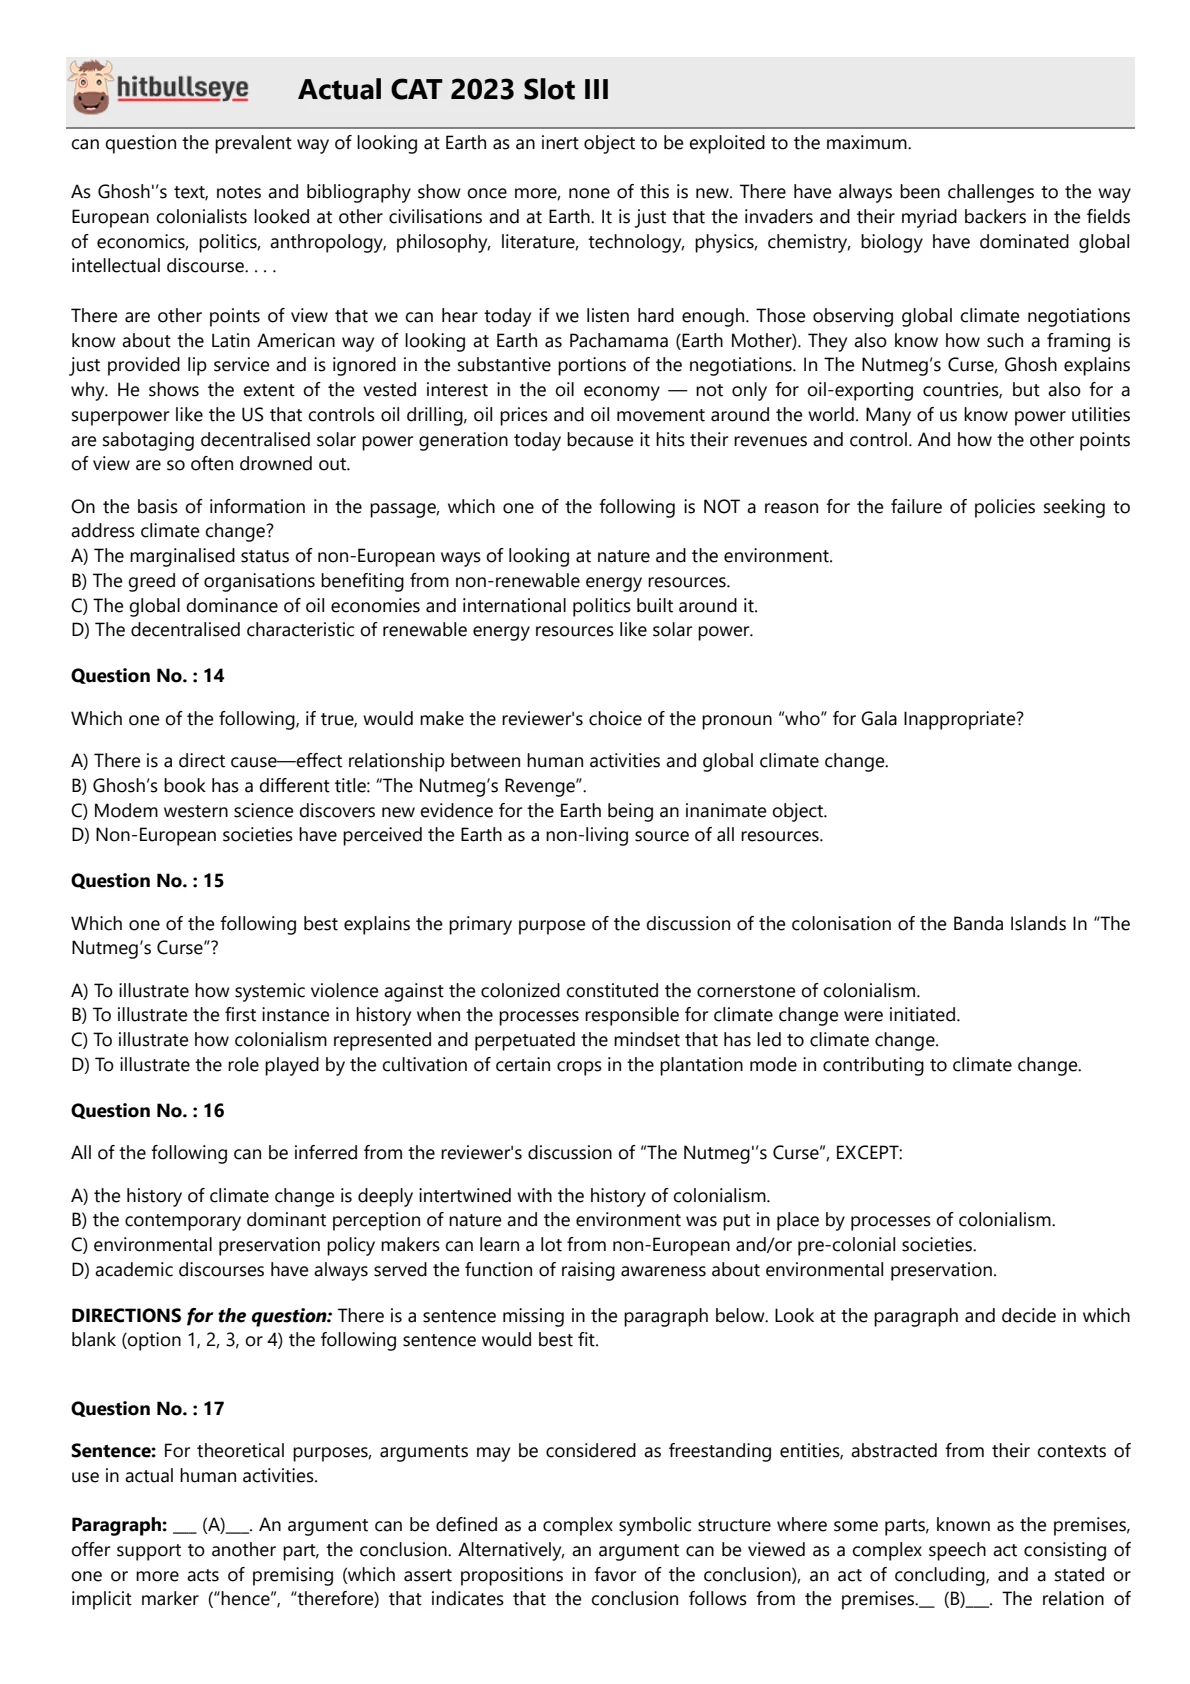 hitbullseye Actual CAT 2023 Slot III
can question the prevalent way of looking at Earth as an inert object to be exploited to the maximum.
As Ghosh'’s text, notes and bibliography show once more, none of this is new. There have always been challenges to the way
European colonialists looked at other civilisations and at Earth. It is just that the invaders and their myriad backers in the fields
of economics, politics, anthropology, philosophy, literature, technology, physics, chemistry, biology have dominated global
intellectual discourse. . . .
There are other points of view that we can hear today if we listen hard enough. Those observing global climate negotiations
know about the Latin American way of looking at Earth as Pachamama (Earth Mother). They also know how such a framing is
just provided lip service and is ignored in the substantive portions of the negotiations. In The Nutmeg’s Curse, Ghosh explains
why. He shows the extent of the vested interest in the oil economy — not only for oil-exporting countries, but also for a
superpower like the US that controls oil drilling, oil prices and oil movement around the world. Many of us know power utilities
are sabotaging decentralised solar power generation today because it hits their revenues and control. And how the other points
of view are so often drowned out.
On the basis of information in the passage, which one of the following is NOT a reason for the failure of policies seeking to
address climate change?
A) The marginalised status of non-European ways of looking at nature and the environment.
B) The greed of organisations benefiting from non-renewable energy resources.
C) The global dominance of oil economies and international politics built around it.
D) The decentralised characteristic of renewable energy resources like solar power.
Question No. : 14
Which one of the following, if true, would make the reviewer's choice of the pronoun “who” for Gala Inappropriate?
A) There is a direct cause—effect relationship between human activities and global climate change.
B) Ghosh’s book has a different title: “The Nutmeg’s Revenge”.
C) Modem western science discovers new evidence for the Earth being an inanimate object.
D) Non-European societies have perceived the Earth as a non-living source of all resources.
Question No. : 15
Which one of the following best explains the primary purpose of the discussion of the colonisation of the Banda Islands In “The
Nutmeg’s Curse”?
A) To illustrate how systemic violence against the colonized constituted the cornerstone of colonialism.
B) To illustrate the first instance in history when the processes responsible for climate change were initiated.
C) To illustrate how colonialism represented and perpetuated the mindset that has led to climate change.
D) To illustrate the role played by the cultivation of certain crops in the plantation mode in contributing to climate change.
Question No. : 16
All of the following can be inferred from the reviewer's discussion of “The Nutmeg'’s Curse”, EXCEPT:
A) the history of climate change is deeply intertwined with the history of colonialism.
B) the contemporary dominant perception of nature and the environment was put in place by processes of colonialism.
C) environmental preservation policy makers can learn a lot from non-European and/or pre-colonial societies.
D) academic discourses have always served the function of raising awareness about environmental preservation.
DIRECTIONS for the question: There is a sentence missing in the paragraph below. Look at the paragraph and decide in which
blank (option 1, 2, 3, or 4) the following sentence would best fit.
Question No. : 17
Sentence: For theoretical purposes, arguments may be considered as freestanding entities, abstracted from their contexts of
use in actual human activities.
Paragraph: ___ (A)___. An argument can be defined as a complex symbolic structure where some parts, known as the premises,
offer support to another part, the conclusion. Alternatively, an argument can be viewed as a complex speech act consisting of
one or more acts of premising (which assert propositions in favor of the conclusion), an act of concluding, and a stated or
implicit marker (“hence”, “therefore) that indicates that the conclusion follows from the premises.__ (B)___. The relation of